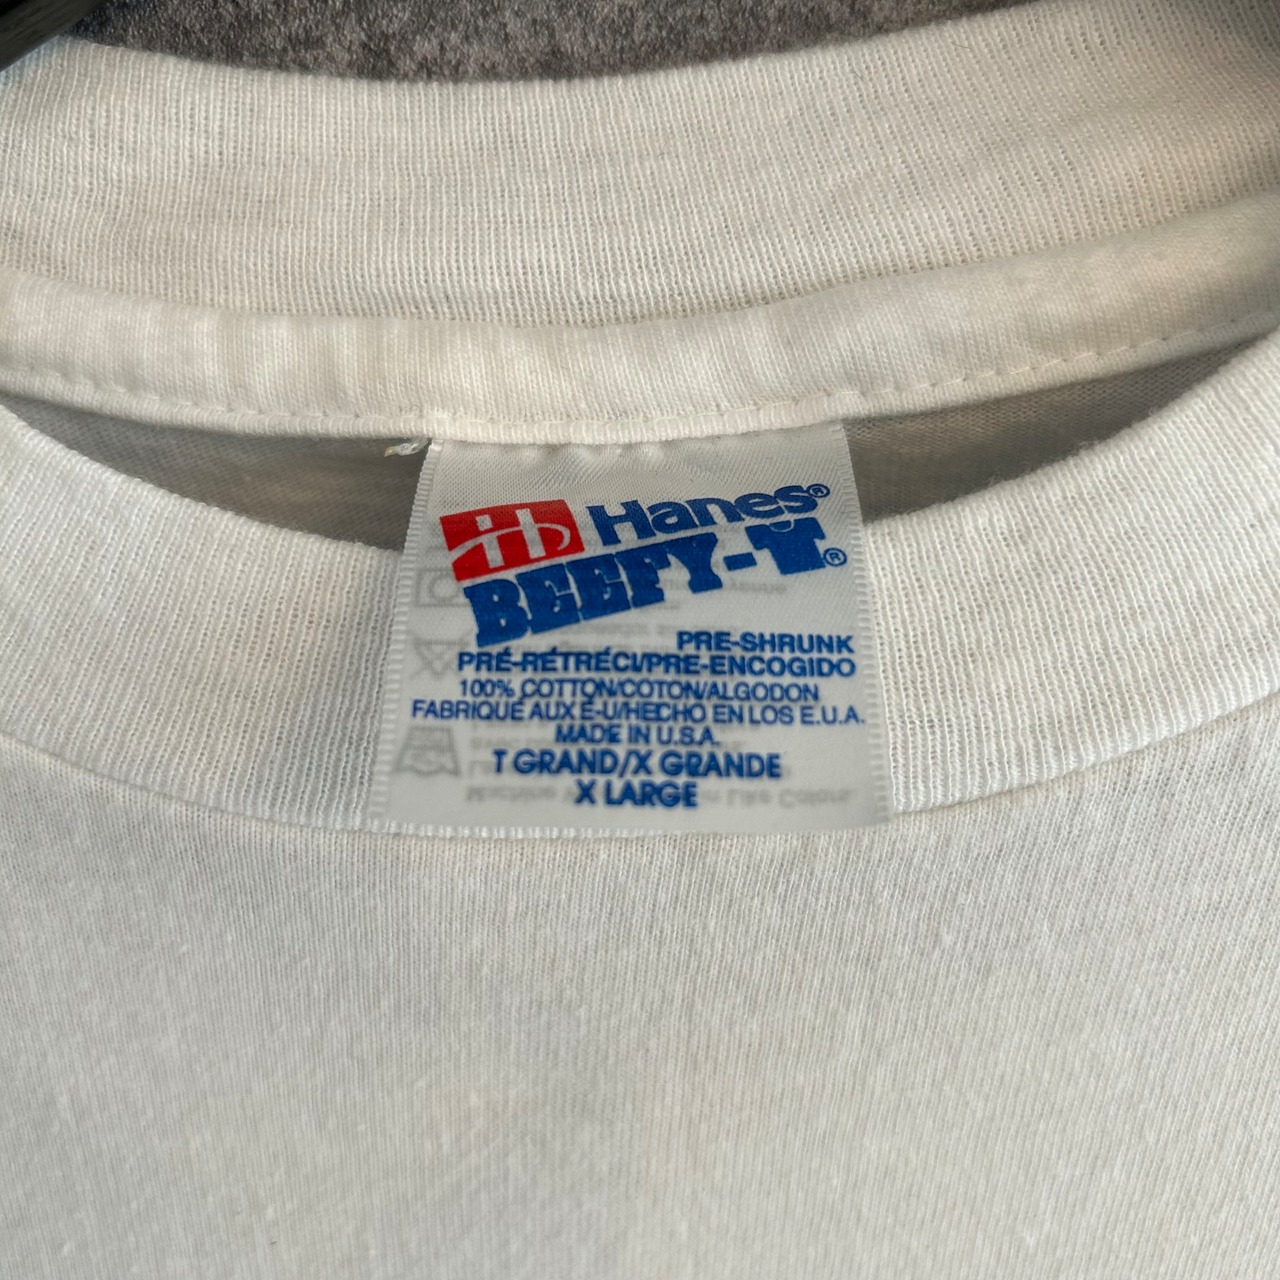 Hanes®
BEEFY-T®
PRE-SHRUNK
PRÉ-RÉTRÉCI/PRE-ENCOGIDO
100% COTTON/COTON/ALGODON
FABRIQUÉ AUX É-U/HECHO EN LOS E.U.A.
MADE IN U.S.A.
T GRAND/X GRANDE
X LARGE